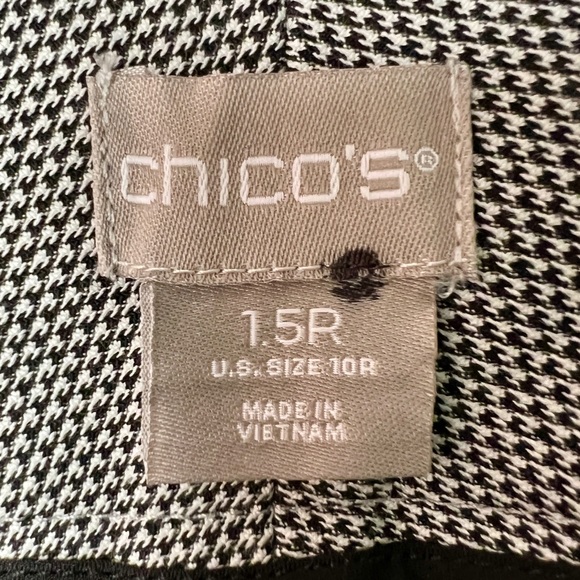 chico's®
1.5R
U.S. SIZE 10R
MADE IN
VIETNAM